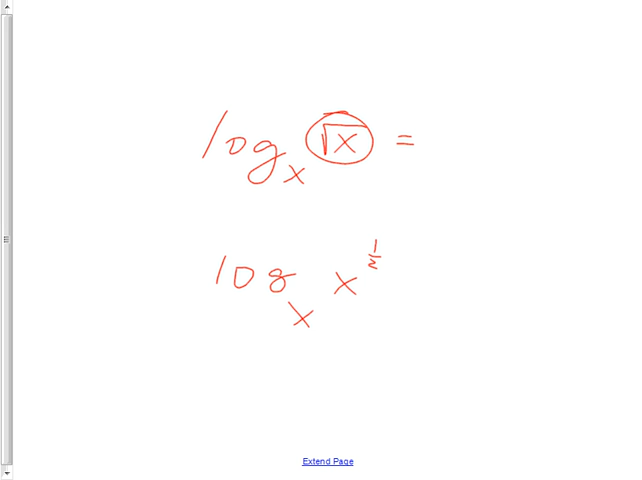 log_x √x =
log_x x^{1/2}
Extend Page